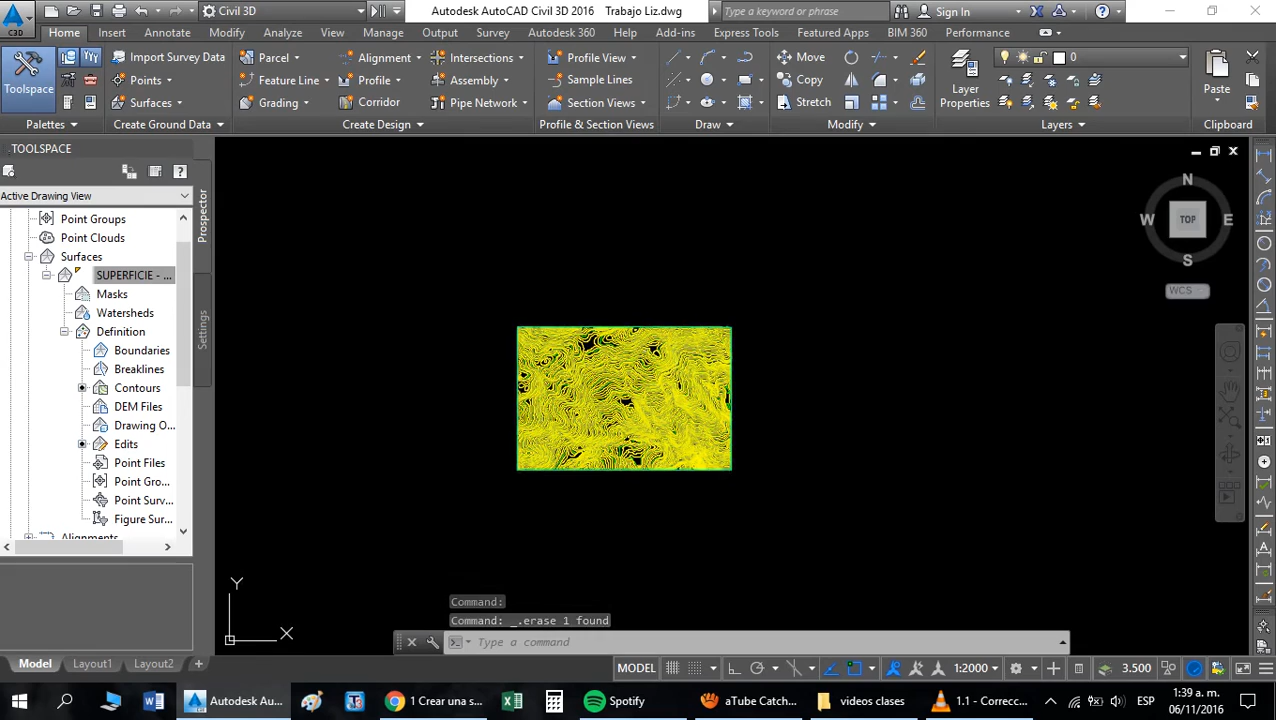 C3D
Civil 3D
Autodesk AutoCAD Civil 3D 2016 Trabajo Liz.dwg
Type a keyword or phrase
Sign In
Home Insert Annotate Modify Analyze View Manage Output Survey Autodesk 360 Help Add-ins Express Tools Featured Apps BIM 360 Performance
Toolspace
Palettes
Import Survey Data
Points
Surfaces
Create Ground Data
Parcel
Feature Line
Grading
Alignment
Profile
Corridor
Intersections
Assembly
Pipe Network
Create Design
Profile View
Sample Lines
Section Views
Profile & Section Views
Draw
Move
Copy
Stretch
Modify
Layer
Properties
0
Layers
Paste
Clipboard
TOOLSPACE
Active Drawing View
Prospector
Settings
Point Groups
Point Clouds
Surfaces
SUPERFICIE - ...
Masks
Watersheds
Definition
Boundaries
Breaklines
Contours
DEM Files
Drawing O...
Edits
Point Files
Point Gro...
Point Surv...
Figure Sur...
Alignments
N
W TOP E
S
WCS
Y
X
Command:
Command: _.erase 1 found
Type a command
Model Layout1 Layout2 +
MODEL
1:2000
3.500
Autodesk Au...
1 Crear una s...
Spotify
aTube Catch...
videos clases
1.1 - Correcc...
ESP
1:39 a. m.
06/11/2016